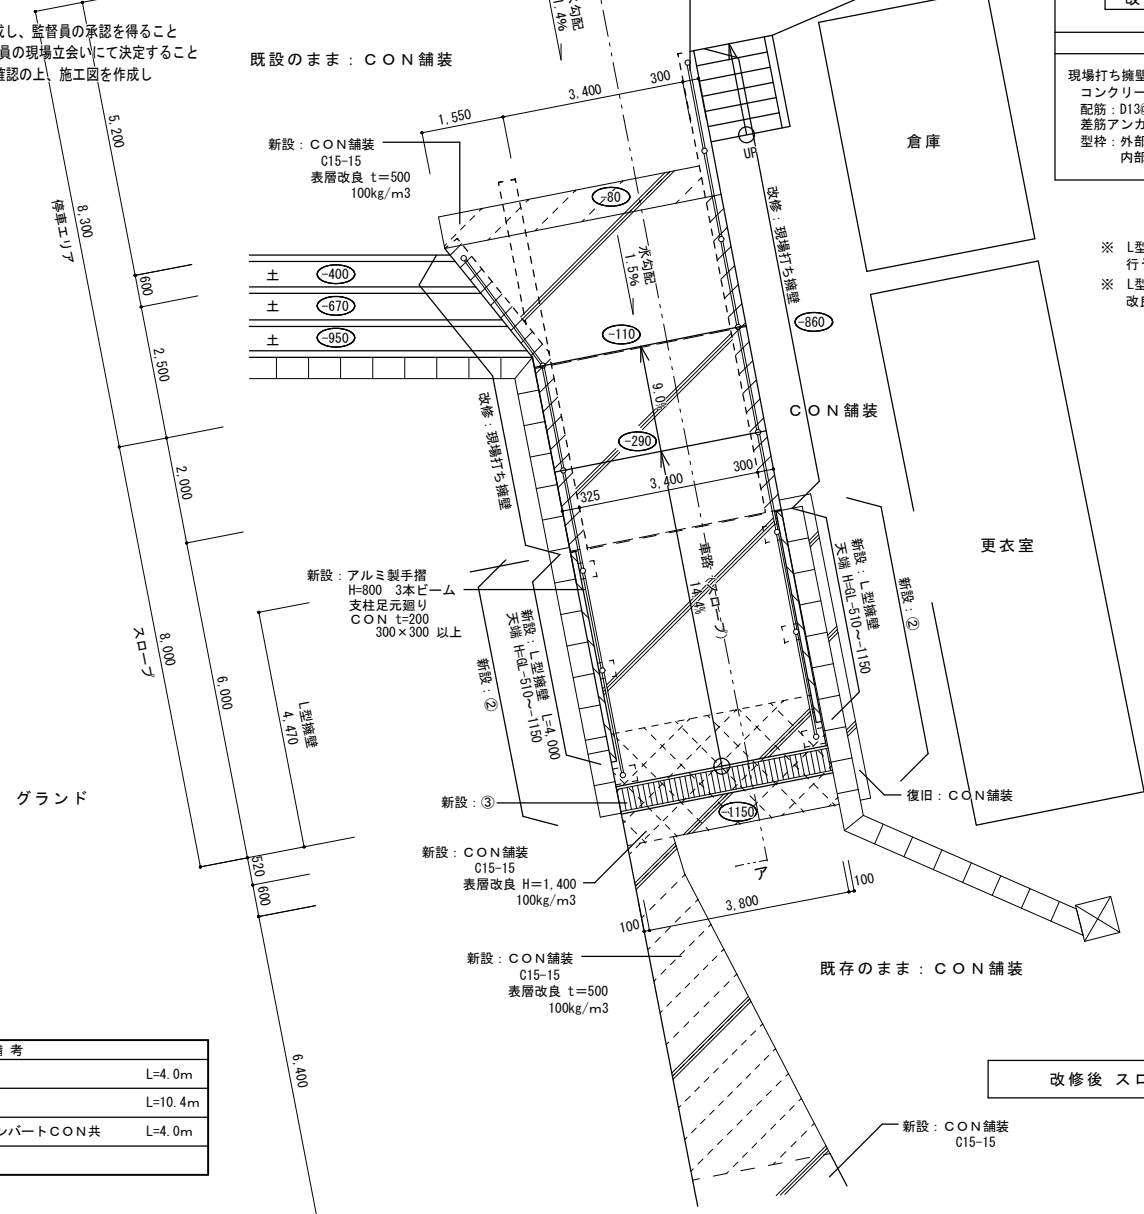 成し、監督員の承認を得ること
員の現場立会いにて決定すること
確認の上、施工図を作成し
既設のまま：ＣＯＮ舗装
水勾配
1.4%
5,200
8,300
停車エリア
600
2,500
2,000
8,000
スロープ
6,000
4,470
Ｌ型擁壁
520
600
6,400
1,550
3,400
300
新設：ＣＯＮ舗装
C15-15
表層改良 t＝500
100kg/m3
-80
水勾配
1.5%
UP
改修：現場打ち擁壁
倉庫
現場打ち擁壁
コンクリー
配筋：D13@
差筋アンカ
型枠：外部
内部
※ Ｌ型
行う
※ Ｌ型
改良
土 -400
土 -670
土 -950
-110
-860
9.0%
ＣＯＮ舗装
改修：現場打ち擁壁
-290
325
3,400
300
更衣室
車路（スロープ）
14.4%
新設：アルミ製手摺
H=800 3本ビーム
支柱足元廻り
CON t=200
300×300 以上
新設：②
新設：Ｌ型擁壁 L=4,000
天端 H=GL-510～-1150
新設：Ｌ型擁壁
天端 H=GL-510～-1150
新設：②
グランド
新設：③
復旧：ＣＯＮ舗装
-1150
新設：ＣＯＮ舗装
C15-15
表層改良 H＝1,400
100kg/m3
ア
100
3,800
100
新設：ＣＯＮ舗装
C15-15
表層改良 t＝500
100kg/m3
既存のまま：ＣＯＮ舗装
備 考
L=4.0m
L=10.4m
ンバートＣＯＮ共 L=4.0m
改修後 スロ
新設：ＣＯＮ舗装
C15-15